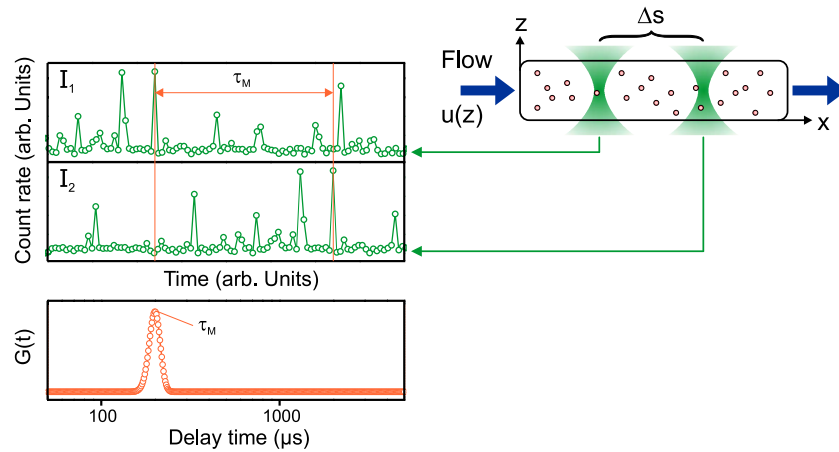 I₁
τM
Count rate (arb. Units)
I₂
Time (arb. Units)
Δs
z
Flow
u(z)
x
G(t)
τM
100
1000
Delay time (µs)